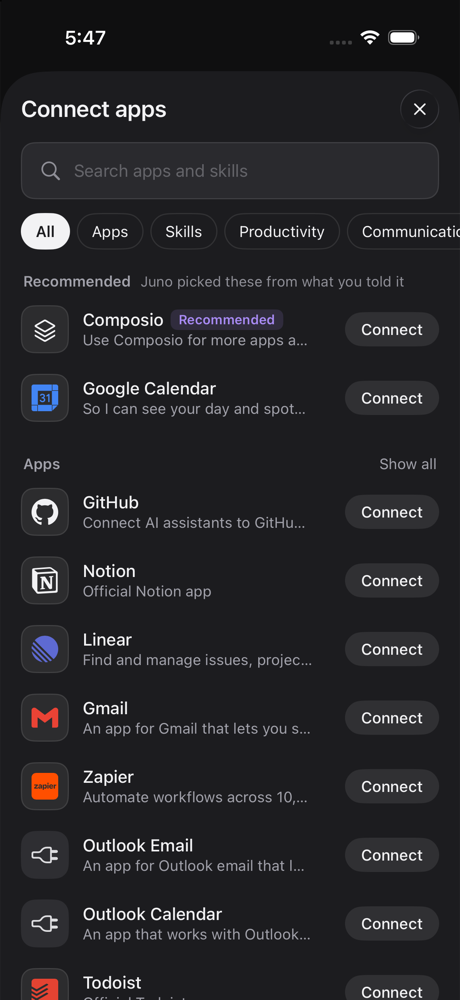 5:47
Connect apps
Search apps and skills
All Apps Skills Productivity Communicatic
Recommended Juno picked these from what you told it
Composio Recommended
Use Composio for more apps a...
Connect
31
Google Calendar
So I can see your day and spot...
Connect
Apps Show all
GitHub
Connect AI assistants to GitHu...
Connect
N
Notion
Official Notion app
Connect
Linear
Find and manage issues, projec...
Connect
Gmail
An app for Gmail that lets you s...
Connect
zapier
Zapier
Automate workflows across 10,...
Connect
Outlook Email
An app for Outlook email that l...
Connect
Outlook Calendar
An app that works with Outlook...
Connect
Todoist
Official Todoist
Connect